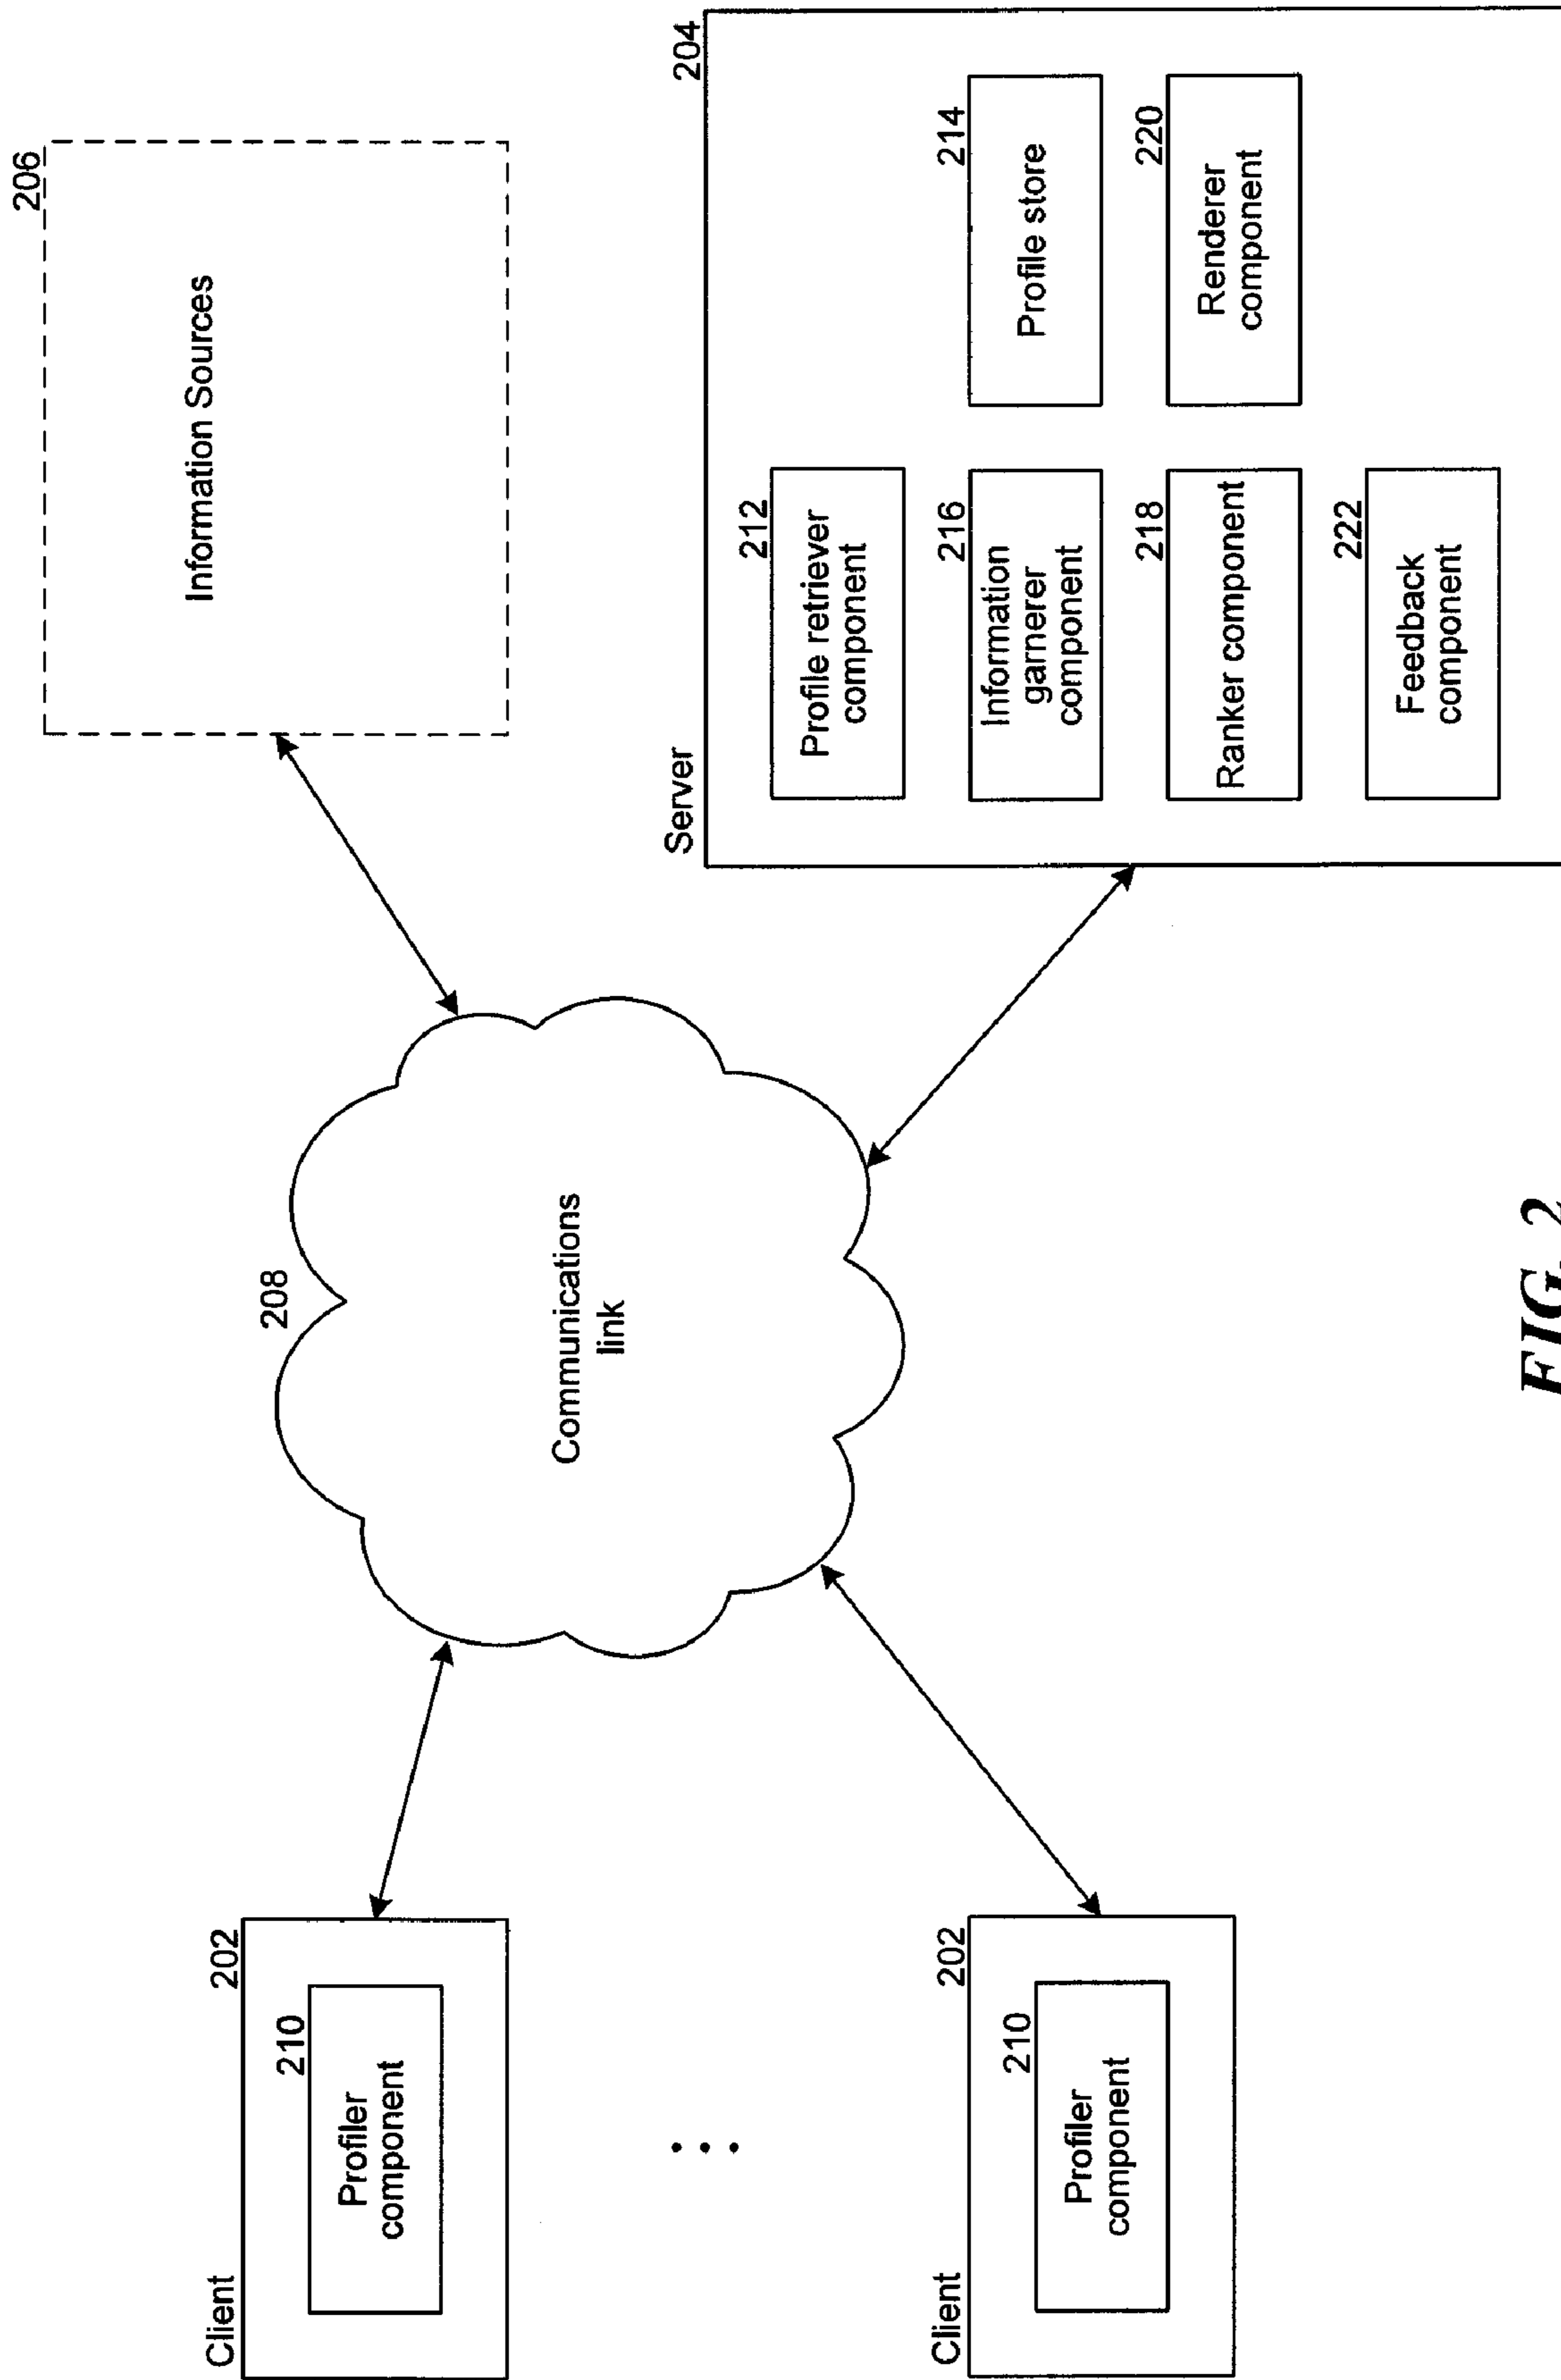 Client
202
210
Profiler
component
Client
202
210
Profiler
component
208
Communications
link
206
Information Sources
Server
204
212
Profile retriever
component
214
Profile store
216
Information
garnerer
component
218
Ranker component
220
Renderer
component
222
Feedback
component
FIG. 2